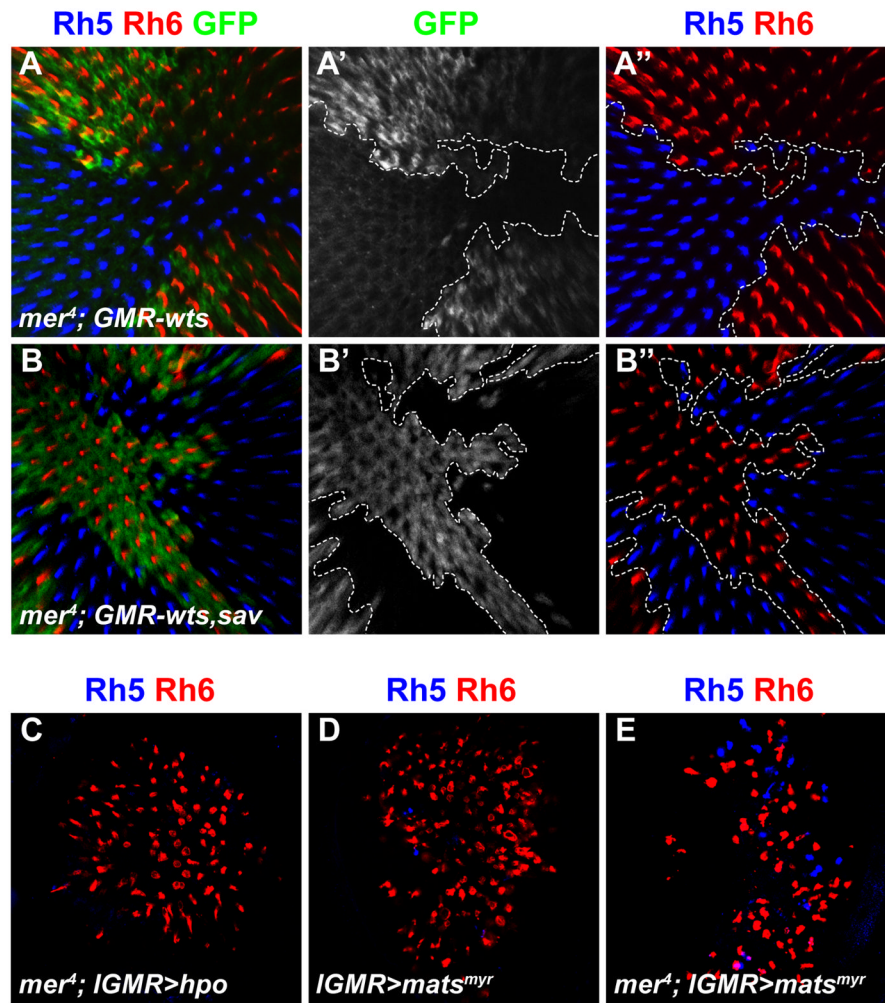 Rh5 Rh6 GFP
GFP
Rh5 Rh6
A
A'
A''
mer⁴; GMR-wts
B
B'
B''
mer⁴; GMR-wts,sav
Rh5 Rh6
Rh5 Rh6
Rh5 Rh6
C
D
E
mer⁴; lGMR>hpo
lGMR>matsᵐʸʳ
mer⁴; lGMR>matsᵐʸʳ